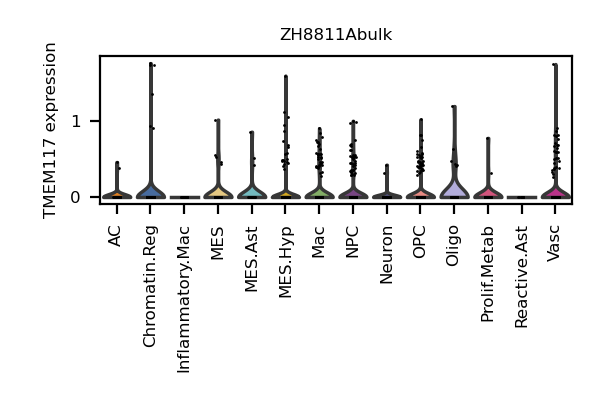 ZH8811Abulk
TMEM117 expression
1
0
AC
Chromatin.Reg
Inflammatory.Mac
MES
MES.Ast
MES.Hyp
Mac
NPC
Neuron
OPC
Oligo
Prolif.Metab
Reactive.Ast
Vasc